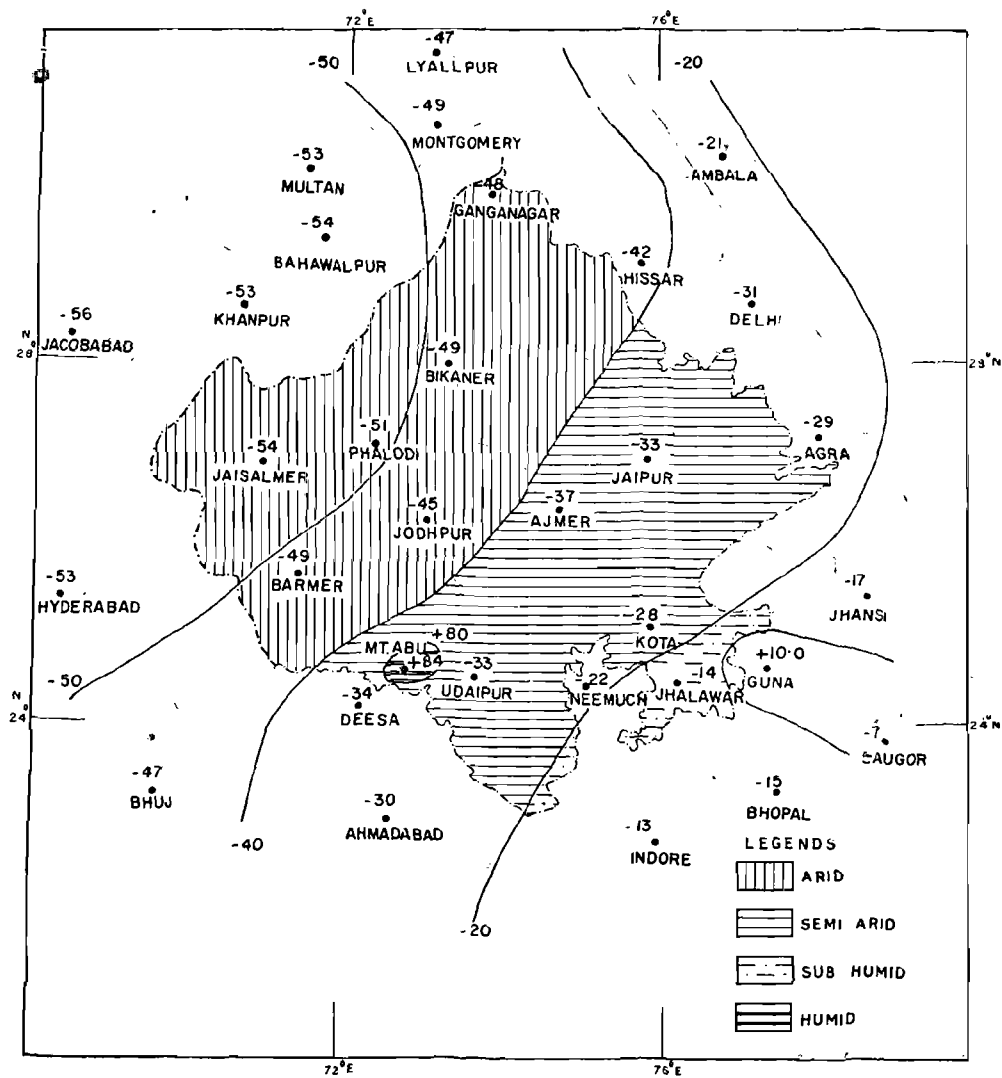 72°E
76°E
-47
LYALLPUR
-50
-20
-49
MONTGOMERY
-21
AMBALA
-53
MULTAN
-48
GANGANAGAR
-54
BAHAWALPUR
-42
HISSAR
-53
KHANPUR
-31
DELHI
-56
JACOBABAD
N
28°
28°N
-49
BIKANER
-51
PHALODI
-54
JAISALMER
-29
AGRA
-33
JAIPUR
-45
JODHPUR
-37
AJMER
-49
BARMER
-53
HYDERABAD
-17
JHANSI
-28
KOTA
+80
MT.ABU
+84
-33
UDAIPUR
-22
NEEMUCH
-14
JHALAWAR
+10.0
GUNA
-50
N
24°
24°N
-34
DEESA
-7
SAUGOR
-47
BHUJ
-15
BHOPAL
-30
AHMADABAD
-13
INDORE
-40
-20
LEGENDS
ARID
SEMI ARID
SUB HUMID
HUMID
72°E
76°E